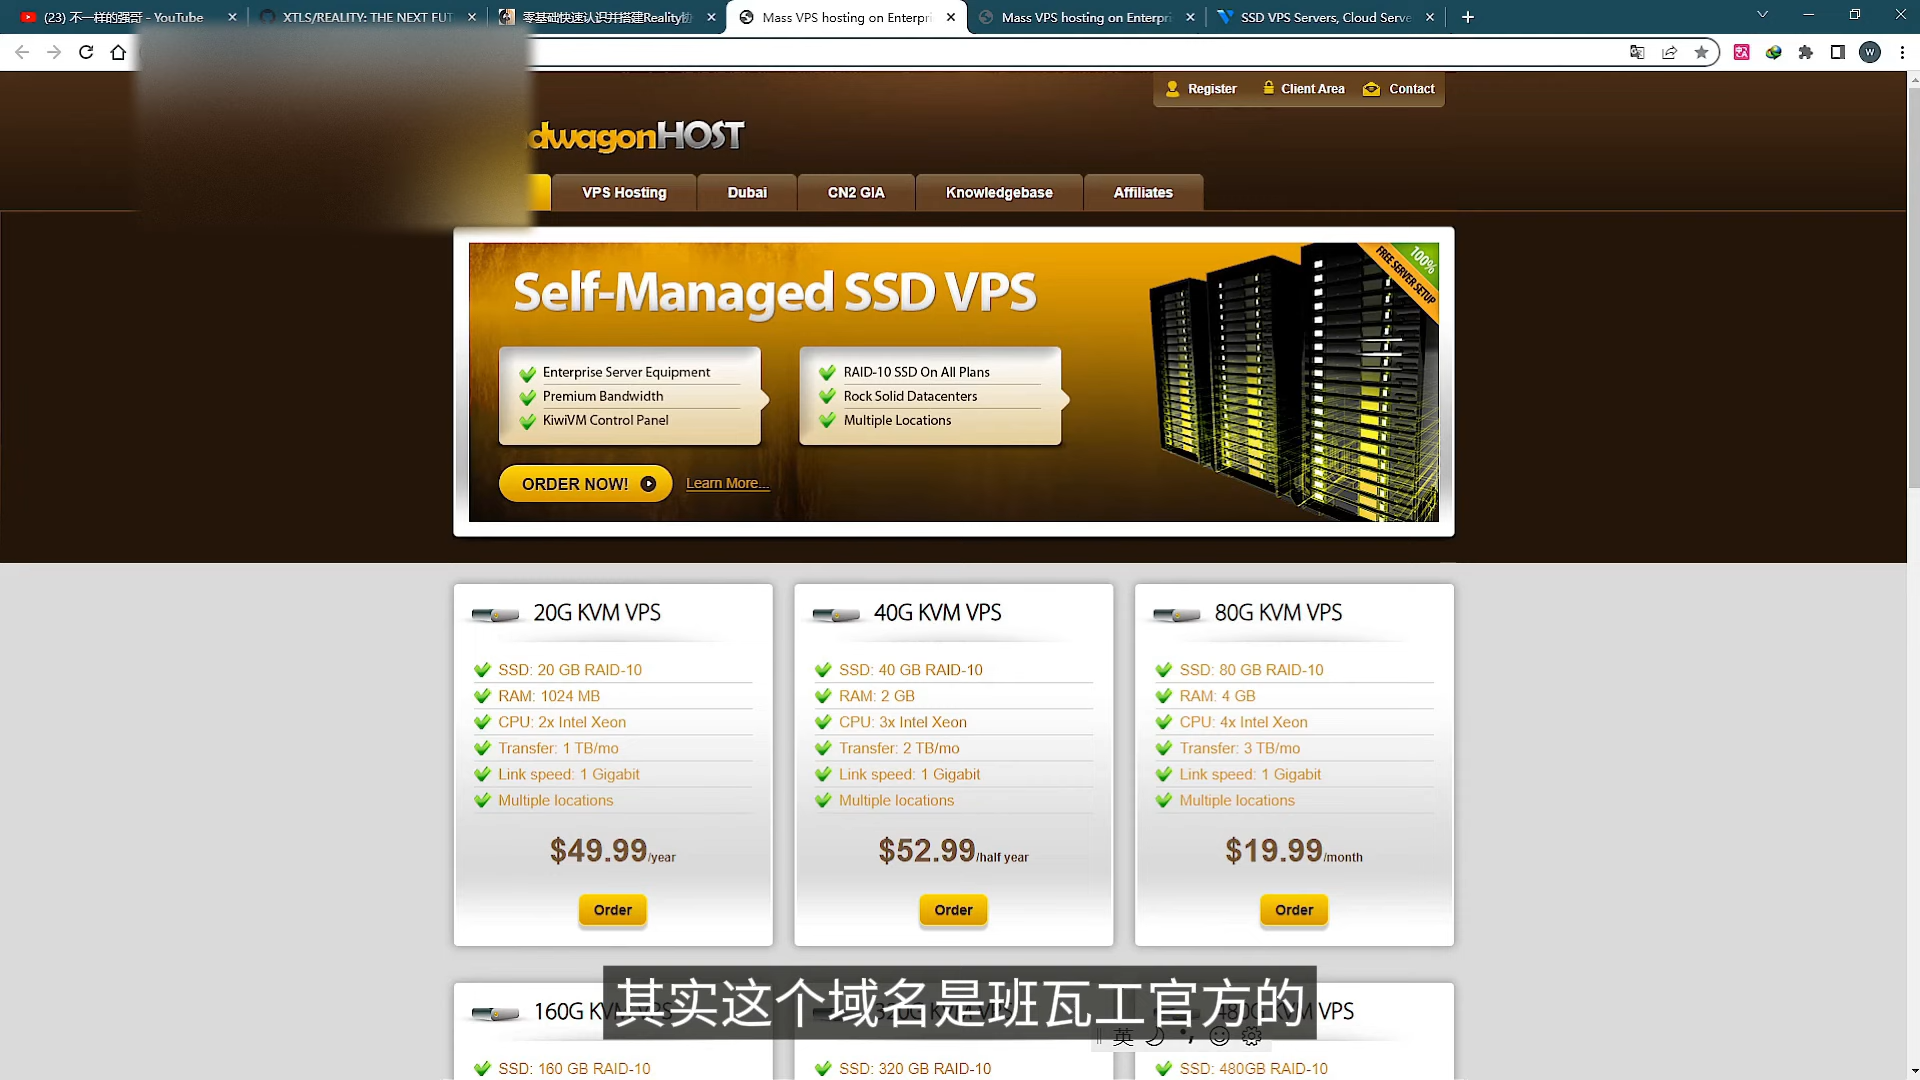 (23) 不一样的强哥 - YouTube
XTLS/REALITY: THE NEXT FUT
零基础快速认识并搭建Reality协
Mass VPS hosting on Enterpri
Mass VPS hosting on Enterpri
SSD VPS Servers, Cloud Serve
W
Register
Client Area
Contact
dwagonHOST
VPS Hosting
Dubai
CN2 GIA
Knowledgebase
Affiliates
Self-Managed SSD VPS
100%
FREE SERVER SETUP
Enterprise Server Equipment
Premium Bandwidth
KiwiVM Control Panel
RAID-10 SSD On All Plans
Rock Solid Datacenters
Multiple Locations
ORDER NOW!
Learn More...
20G KVM VPS
SSD: 20 GB RAID-10
RAM: 1024 MB
CPU: 2x Intel Xeon
Transfer: 1 TB/mo
Link speed: 1 Gigabit
Multiple locations
$49.99/year
Order
40G KVM VPS
SSD: 40 GB RAID-10
RAM: 2 GB
CPU: 3x Intel Xeon
Transfer: 2 TB/mo
Link speed: 1 Gigabit
Multiple locations
$52.99/half year
Order
80G KVM VPS
SSD: 80 GB RAID-10
RAM: 4 GB
CPU: 4x Intel Xeon
Transfer: 3 TB/mo
Link speed: 1 Gigabit
Multiple locations
$19.99/month
Order
160G KVM VPS
320G KVM VPS
480G KVM VPS
其实这个域名是班瓦工官方的
英
SSD: 160 GB RAID-10
SSD: 320 GB RAID-10
SSD: 480GB RAID-10